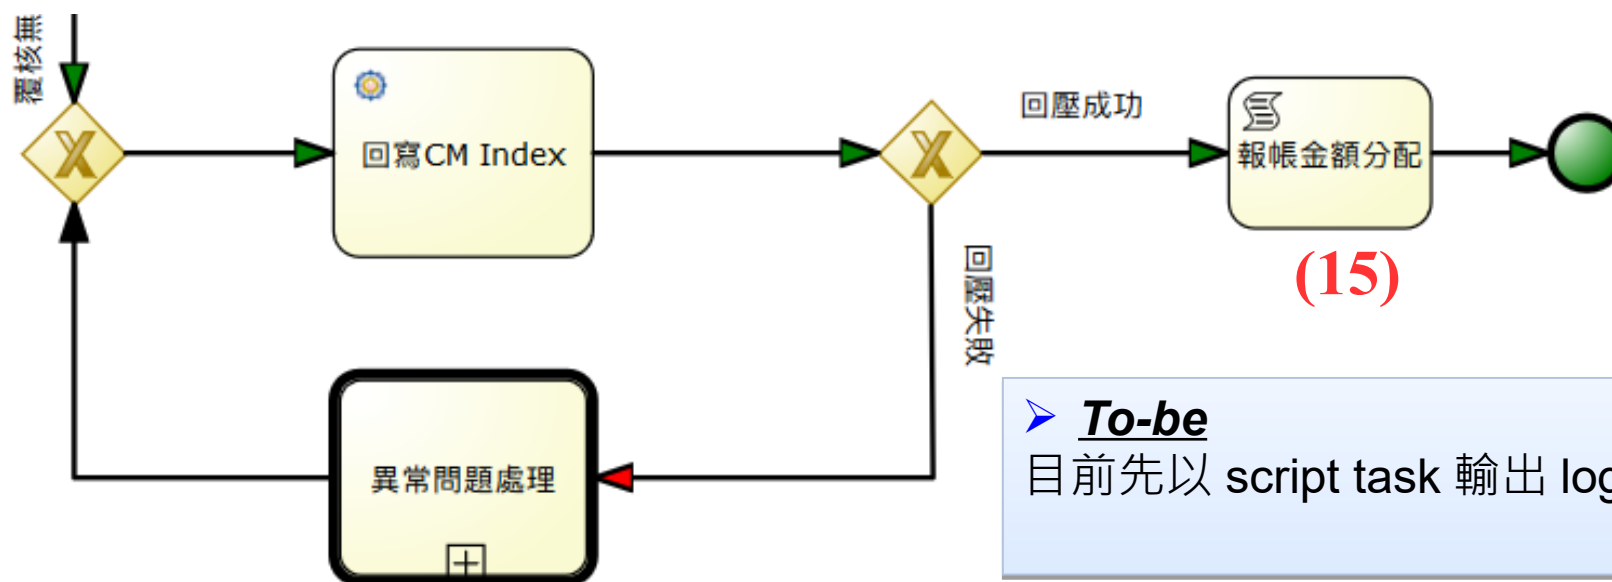 覆核無
回寫CM Index
回壓成功
報帳金額分配
(15)
回壓失敗
異常問題處理
➢ To-be
目前先以 script task 輸出 log